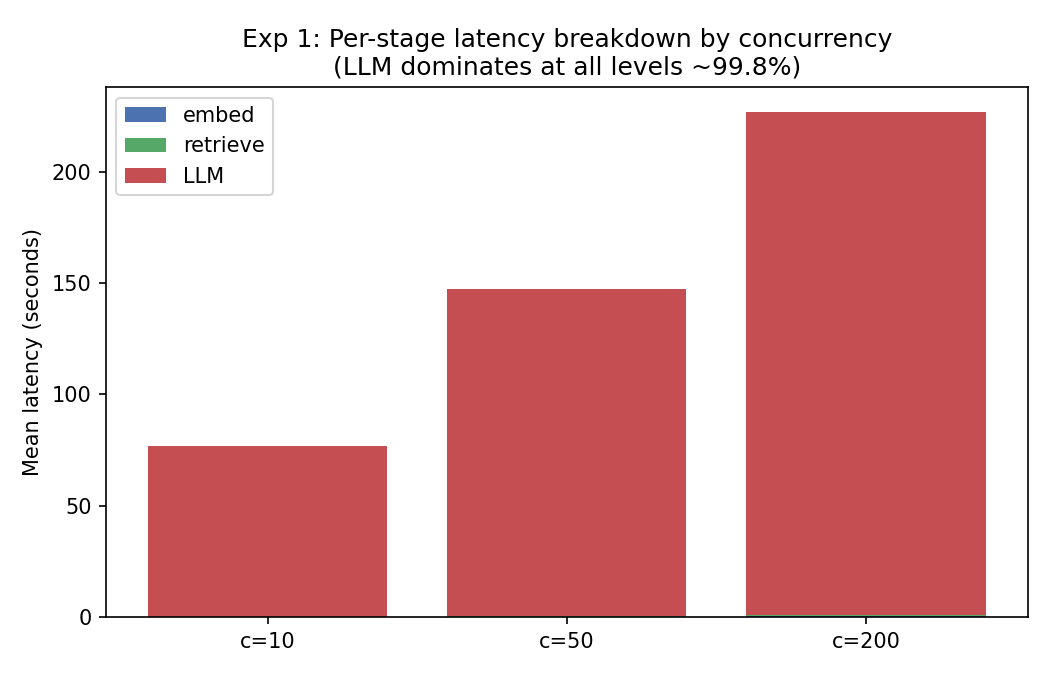 Exp 1: Per-stage latency breakdown by concurrency
(LLM dominates at all levels ~99.8%)
embed
retrieve
LLM
Mean latency (seconds)
200
150
100
50
0
c=10
c=50
c=200